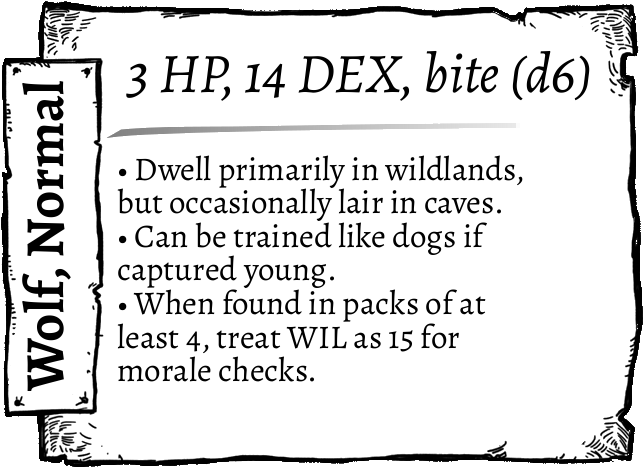 Wolf, Normal
3 HP, 14 DEX, bite (d6)
• Dwell primarily in wildlands,
but occasionally lair in caves.
• Can be trained like dogs if
captured young.
• When found in packs of at
least 4, treat WIL as 15 for
morale checks.